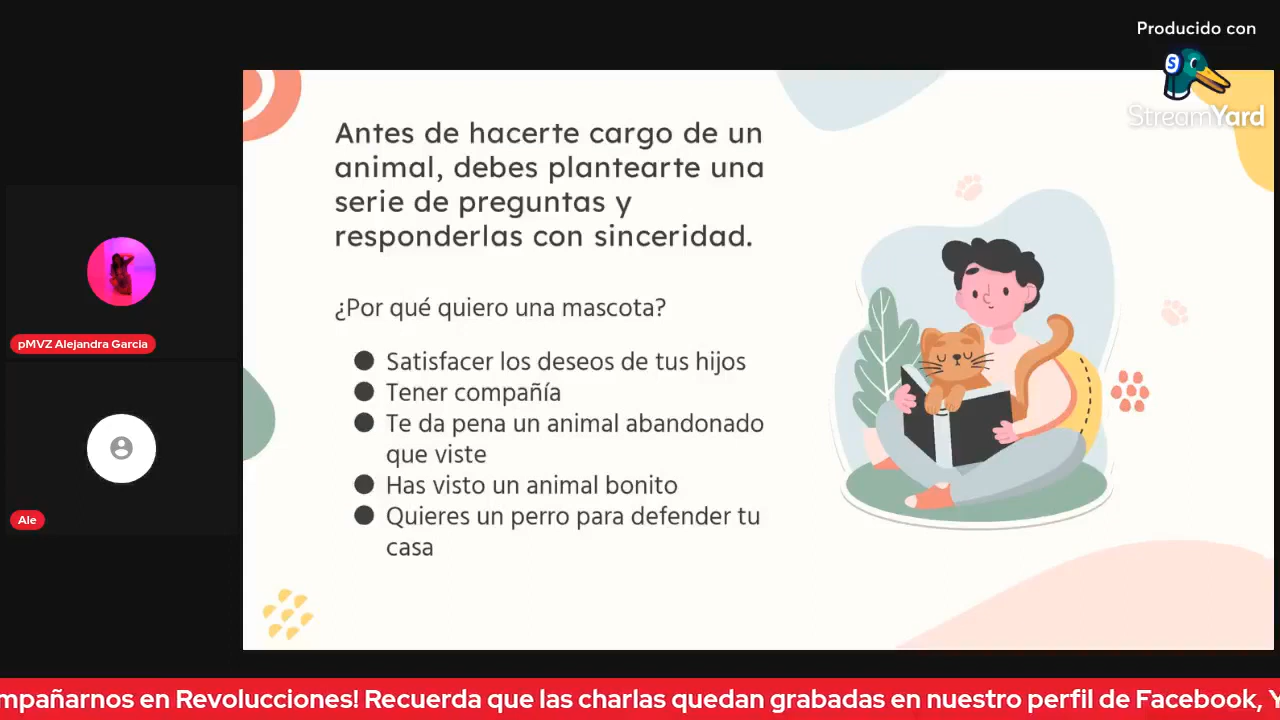 Producido con
StreamYard
Antes de hacerte cargo de un
animal, debes plantearte una
serie de preguntas y
responderlas con sinceridad.
¿Por qué quiero una mascota?
● Satisfacer los deseos de tus hijos
● Tener compañía
● Te da pena un animal abandonado
que viste
● Has visto un animal bonito
● Quieres un perro para defender tu
casa
pMVZ Alejandra Garcia
Ale
mpañarnos en Revolucciones! Recuerda que las charlas quedan grabadas en nuestro perfil de Facebook, Y